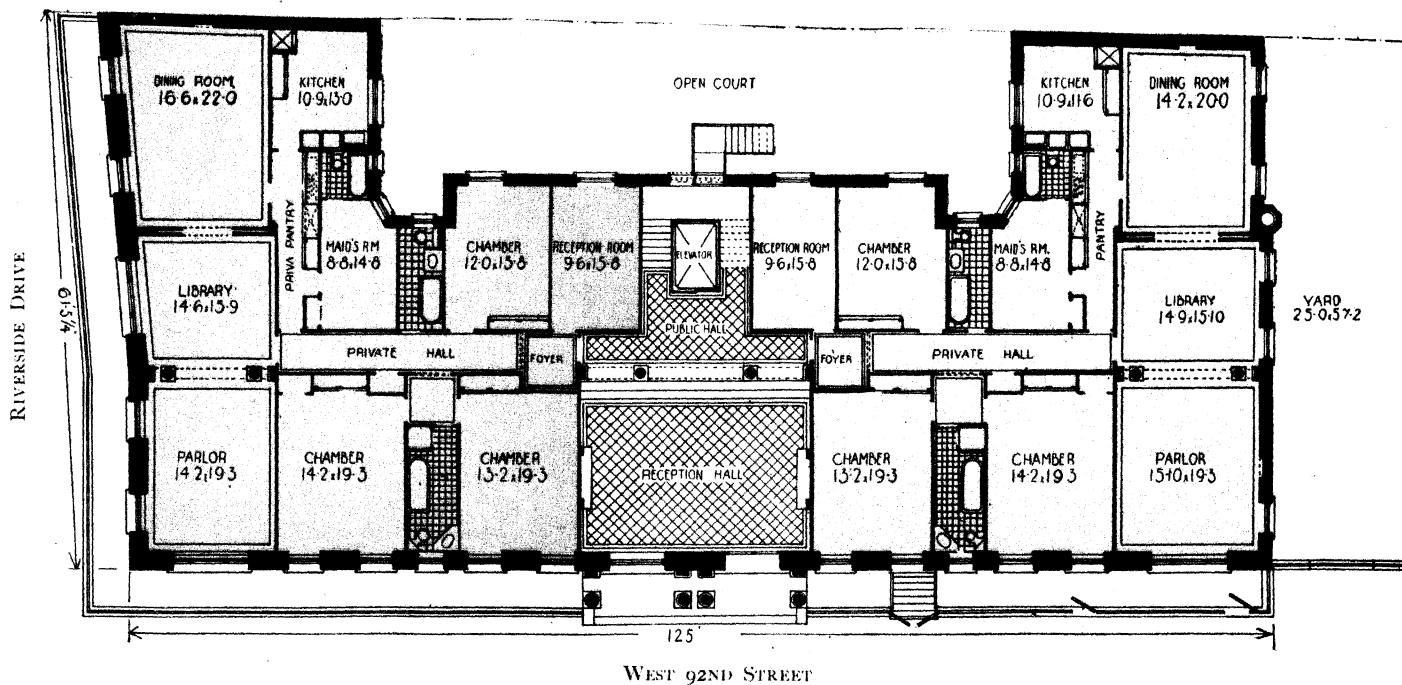 OPEN COURT
DINING ROOM
16·6 x 22·0
KITCHEN
10·9 x 13·0
KITCHEN
10·9 x 11·6
DINING ROOM
14·2 x 20·0
PRIVA PANTRY
MAID'S RM
8·8 x 14·8
CHAMBER
12·0 x 15·8
RECEPTION ROOM
9·6 x 15·8
ELEVATOR
RECEPTION ROOM
9·6 x 15·8
CHAMBER
12·0 x 15·8
MAID'S RM.
8·8 x 14·8
PANTRY
LIBRARY
14·6 x 15·9
LIBRARY
14·9 x 15·10
YARD
25·0 x 57·2
RIVERSIDE DRIVE
61·5¼
PUBLIC HALL
PRIVATE HALL
FOYER
FOYER
PRIVATE HALL
PARLOR
14·2 x 19·3
CHAMBER
14·2 x 19·3
CHAMBER
13·2 x 19·3
RECEPTION HALL
CHAMBER
13·2 x 19·3
CHAMBER
14·2 x 19·3
PARLOR
15·10 x 19·3
125'
WEST 92ND STREET